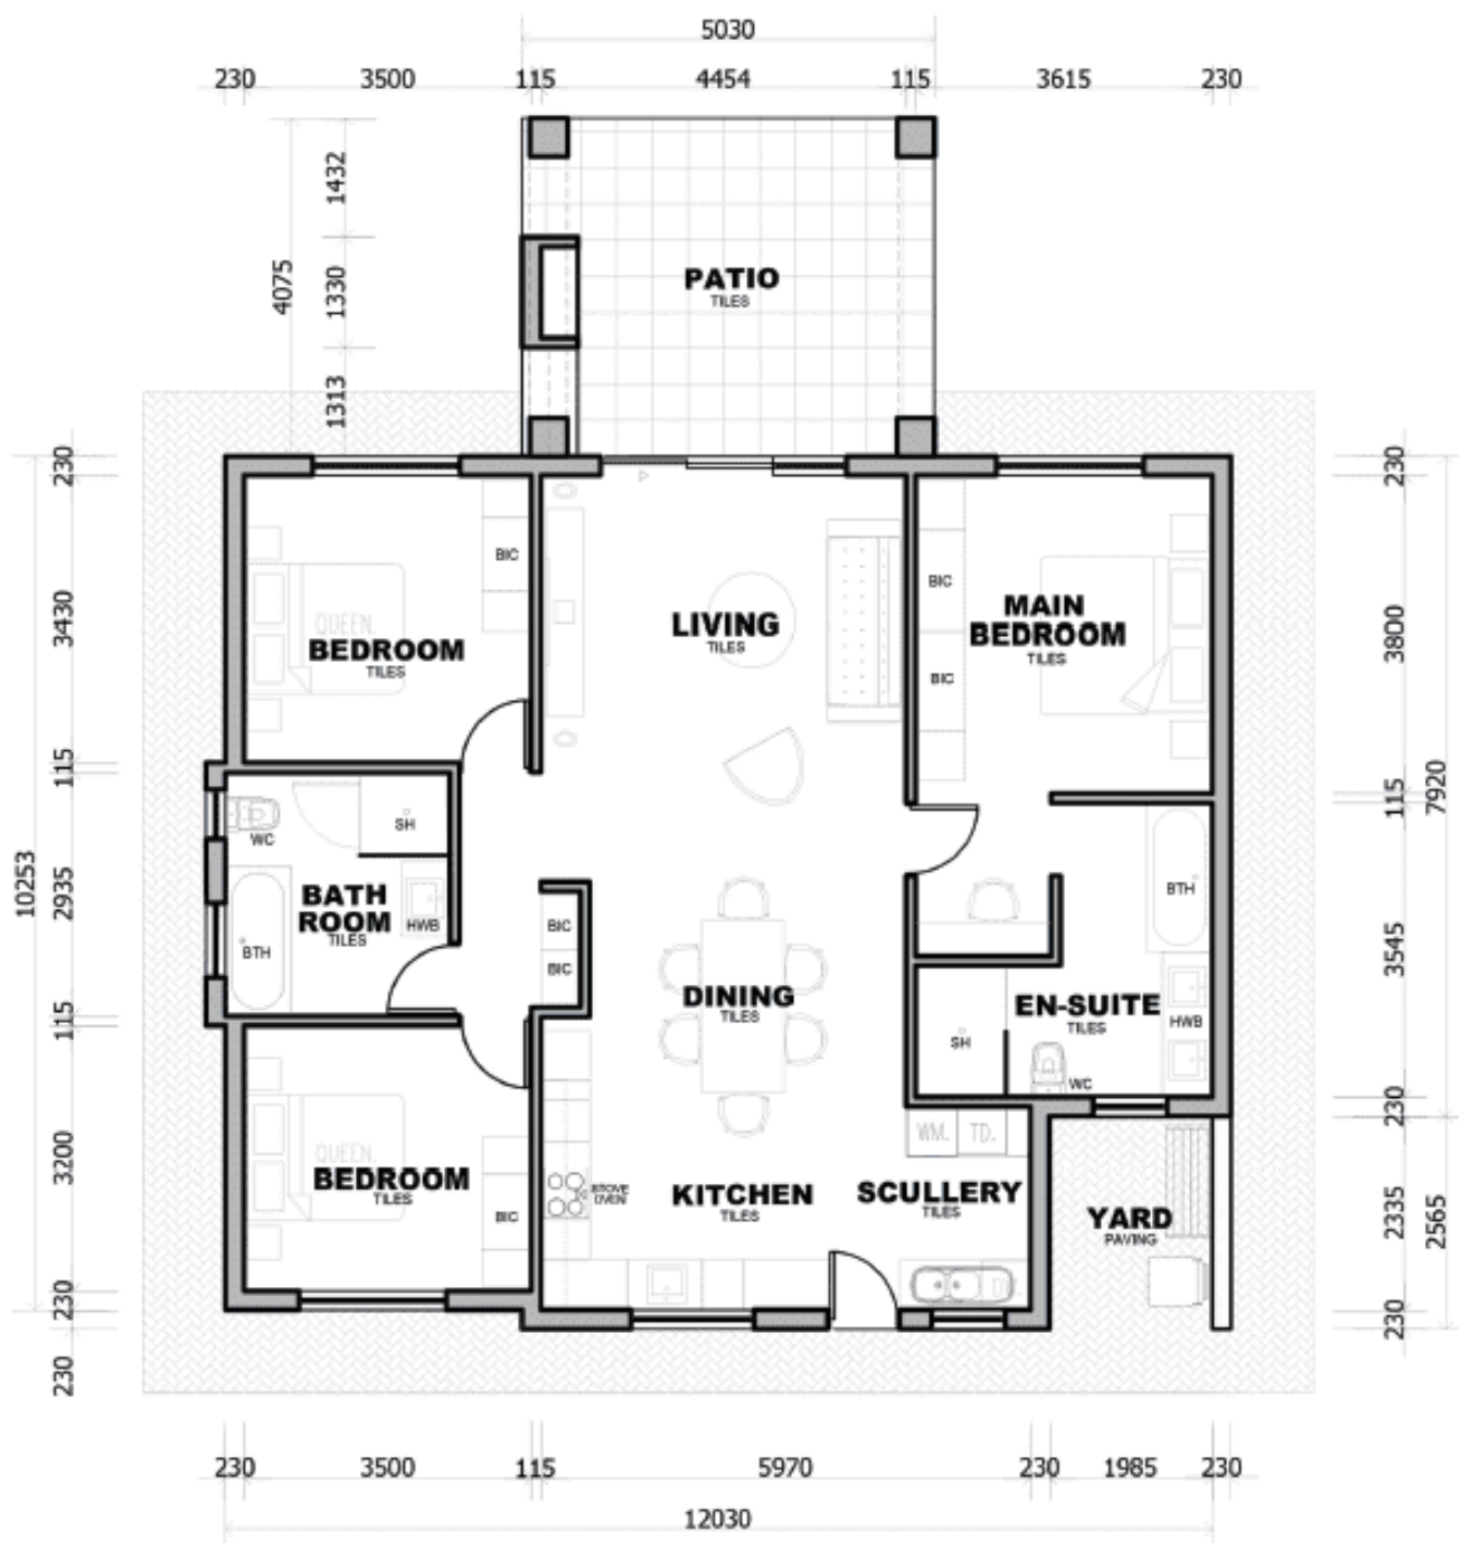 5030
230 3500 115 4454 115 3615 230
1432
4075
1330
1313
PATIO
TILES
230
3430
115
2935
115
3200
230
230
10253
230
3800
115
3545
230
2335
230
7920
2565
BIC
QUEEN
BEDROOM
TILES
LIVING
TILES
BIC
BIC
MAIN
BEDROOM
TILES
WC
SH
BATH
ROOM
TILES
HWB
BTH
BIC
BIC
DINING
TILES
BTH
EN-SUITE
TILES
HWB
SH
WC
WM. TD.
QUEEN
BEDROOM
TILES
BIC
STOVE
OVEN
KITCHEN
TILES
SCULLERY
TILES
YARD
PAVING
230 3500 115 5970 230 1985 230
12030